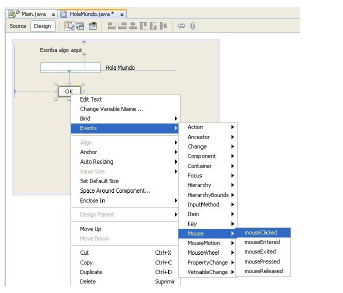 Main.java x HolaMundo.java * x
Source Design
Escriba algo aqui
Hola Mundo
OK
Edit Text
Change Variable Name ...
Bind
Events
Align
Anchor
Auto Resizing
Same Size
Set Default Size
Space Around Component...
Enclose In
Design Parent
Move Up
Move Down
Cut Ctrl+X
Copy Ctrl+C
Duplicate Ctrl+D
Delete Suprimir
Action
Ancestor
Change
Component
Container
Focus
Hierarchy
HierarchyBounds
InputMethod
Item
Key
Mouse
MouseMotion
MouseWheel
PropertyChange
VetoableChange
mouseClicked
mouseEntered
mouseExited
mousePressed
mouseReleased